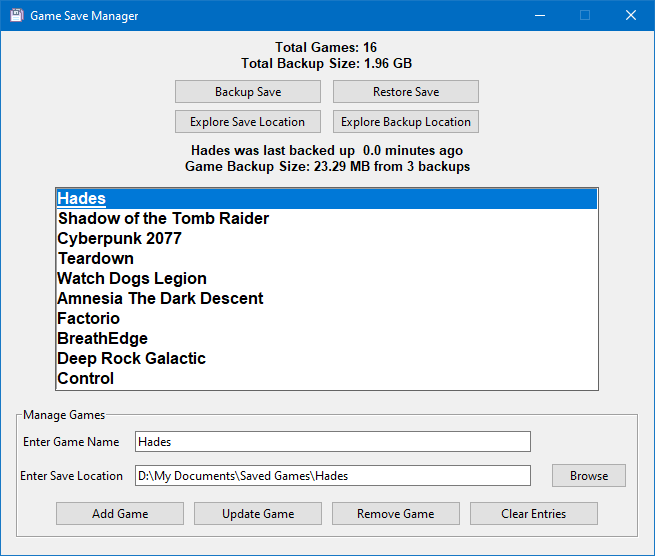 Game Save Manager
Total Games: 16
Total Backup Size: 1.96 GB
Backup Save
Restore Save
Explore Save Location
Explore Backup Location
Hades was last backed up  0.0 minutes ago
Game Backup Size: 23.29 MB from 3 backups
Hades
Shadow of the Tomb Raider
Cyberpunk 2077
Teardown
Watch Dogs Legion
Amnesia The Dark Descent
Factorio
BreathEdge
Deep Rock Galactic
Control
Manage Games
Enter Game Name
Hades
Enter Save Location
D:\My Documents\Saved Games\Hades
Browse
Add Game
Update Game
Remove Game
Clear Entries